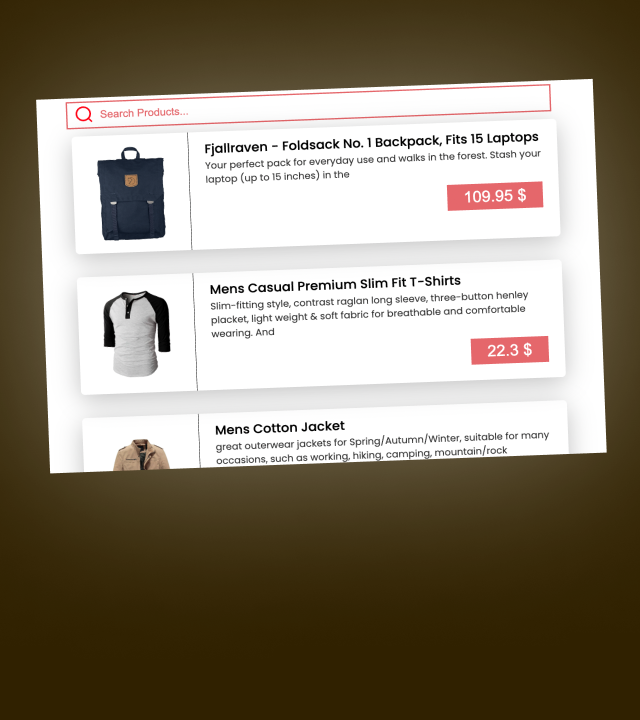 Search Products...
Fjallraven - Foldsack No. 1 Backpack, Fits 15 Laptops
Your perfect pack for everyday use and walks in the forest. Stash your
laptop (up to 15 inches) in the
109.95 $
Mens Casual Premium Slim Fit T-Shirts
Slim-fitting style, contrast raglan long sleeve, three-button henley
placket, light weight & soft fabric for breathable and comfortable
wearing. And
22.3 $
Mens Cotton Jacket
great outerwear jackets for Spring/Autumn/Winter, suitable for many
occasions, such as working, hiking, camping, mountain/rock